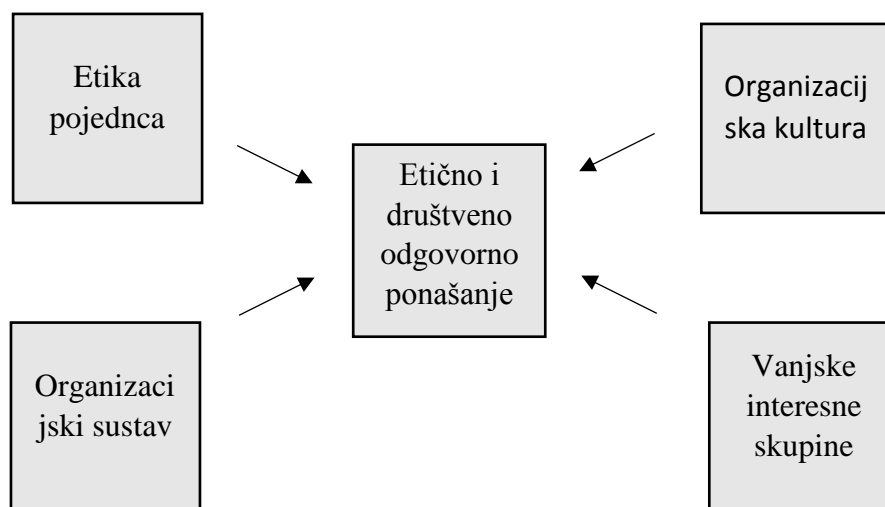 Etika
pojednca
Organizacij
ska kultura
Etično i
društveno
odgovorno
ponašanje
Organizaci
jski sustav
Vanjske
interesne
skupine